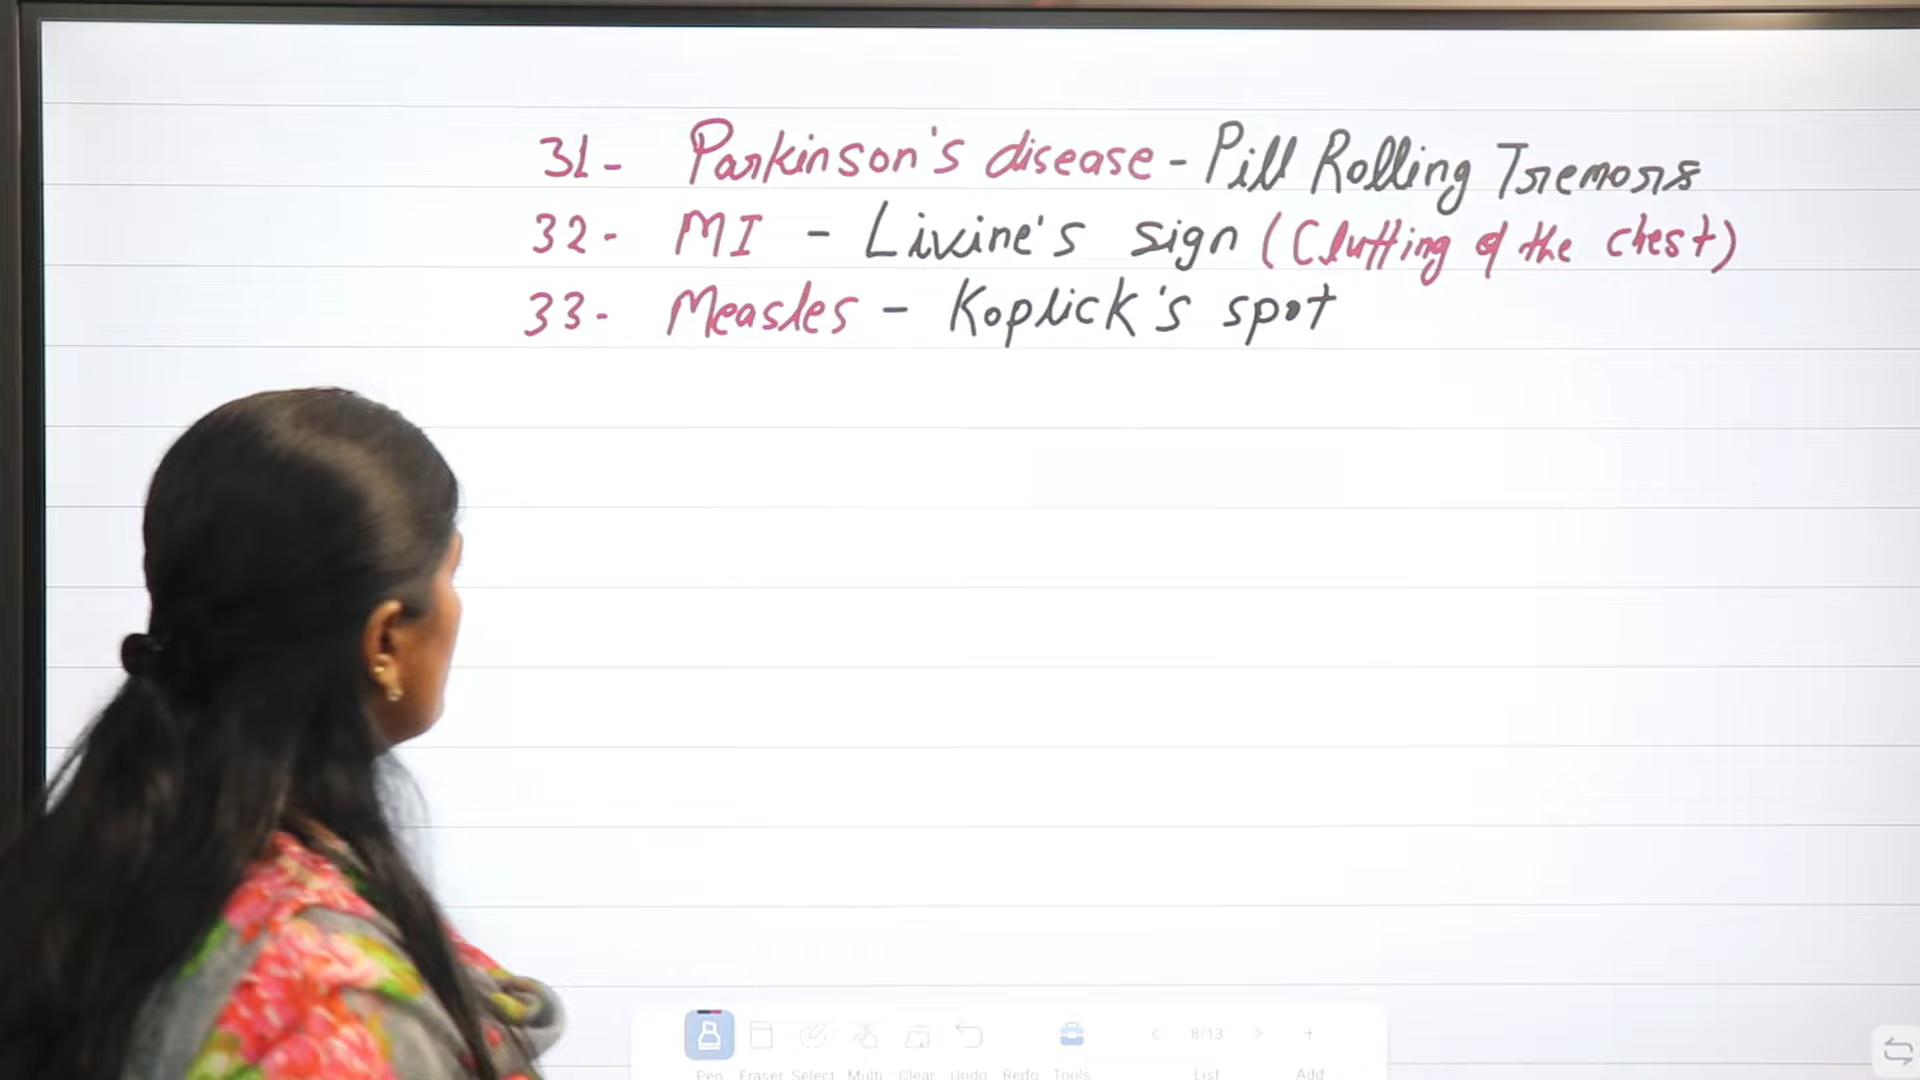 31- Parkinson's disease - Pill Rolling Tremors
32- MI - Livine's sign (Clutting of the chest)
33- Measles - Koplick's spot
8/13
Pen Eraser Select Multi Clear Undo Redo Tools List Add